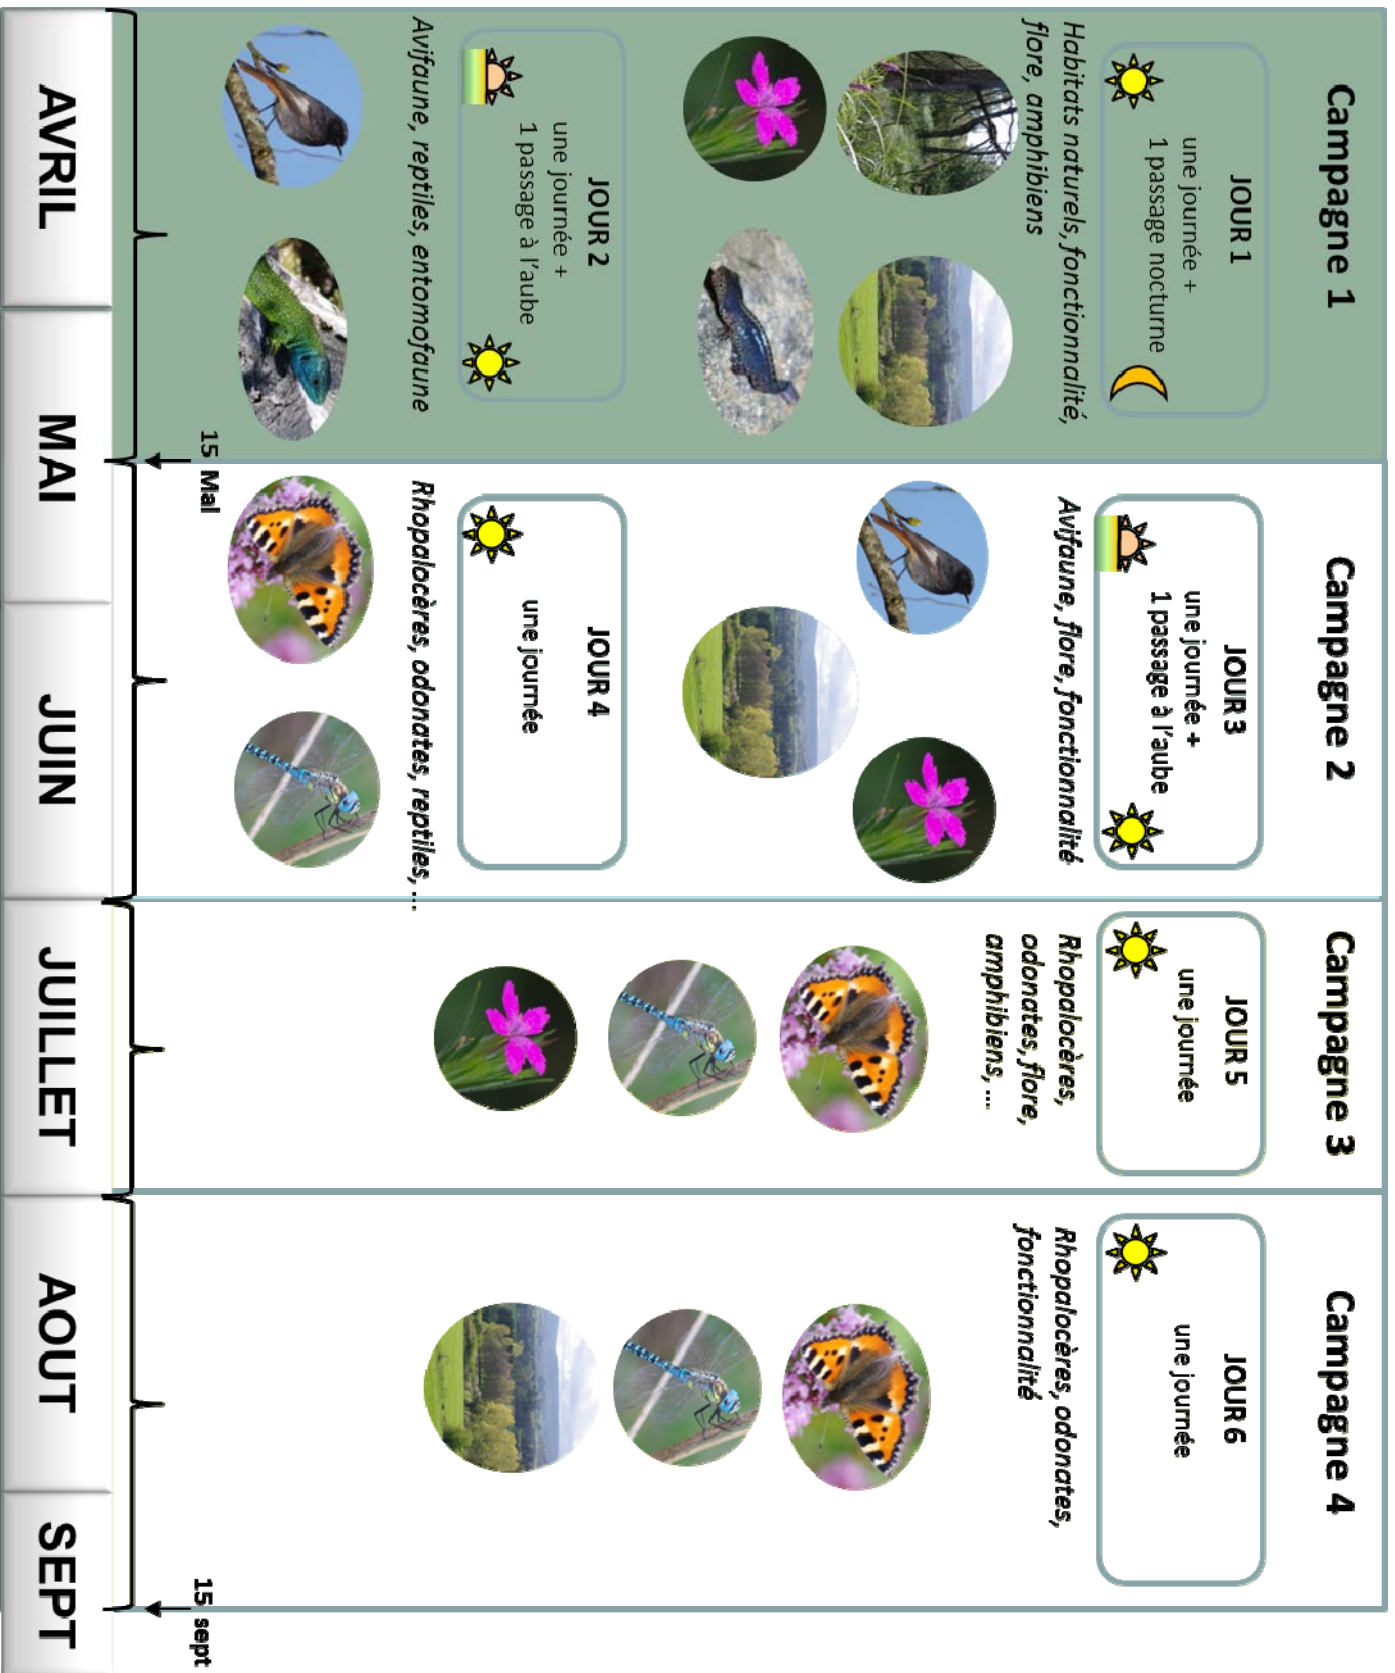 Campagne 1
JOUR 1
une journée +
1 passage nocturne
Habitats naturels, fonctionnalité,
flore, amphibiens
JOUR 2
une journée +
1 passage à l'aube
Avifaune, reptiles, entomofaune
Campagne 2
JOUR 3
une journée +
1 passage à l'aube
Avifaune, flore, fonctionnalité
JOUR 4
une journée
Rhopalocères, odonates, reptiles, ...
Campagne 3
JOUR 5
une journée
Rhopalocères,
odonates, flore,
amphibiens, ...
Campagne 4
JOUR 6
une journée
Rhopalocères, odonates,
fonctionnalité
15 Mai
15 sept
AVRIL
MAI
JUIN
JUILLET
AOUT
SEPT